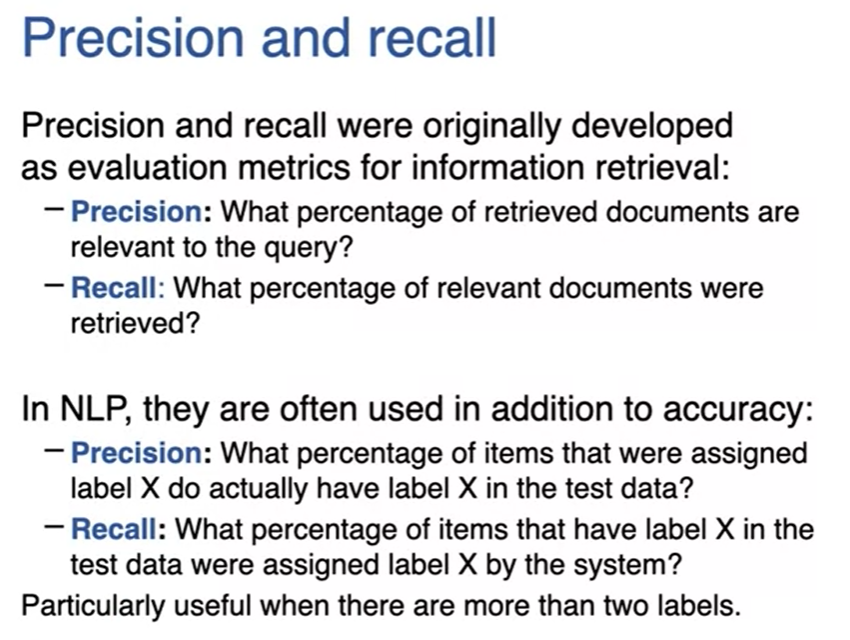 Precision and recall
Precision and recall were originally developed
as evaluation metrics for information retrieval:
– Precision: What percentage of retrieved documents are
relevant to the query?
– Recall: What percentage of relevant documents were
retrieved?
In NLP, they are often used in addition to accuracy:
– Precision: What percentage of items that were assigned
label X do actually have label X in the test data?
– Recall: What percentage of items that have label X in the
test data were assigned label X by the system?
Particularly useful when there are more than two labels.